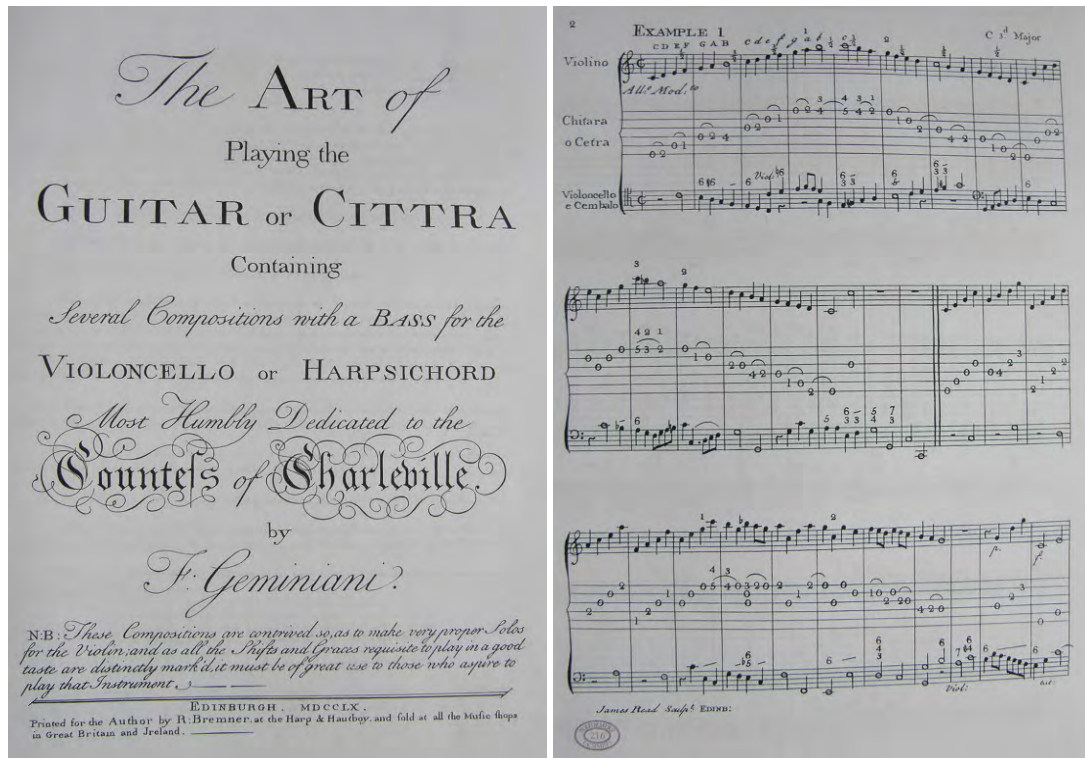 The ART of
Playing the
GUITAR or CITTRA
Containing
Several Compositions with a BASS for the
VIOLONCELLO or HARPSICHORD
Most Humbly Dedicated to the
Counteſs of Charleville.
by
F. Geminiani.
N:B: These Compositions are contrived so, as to make very proper Solos
for the Violin; and as all the Shifts and Graces requisite to play in a good
taste are distinctly mark'd, it must be of great use to those who aspire to
play that Instrument
EDINBURGH. MDCCLX.
Printed for the Author by R: Bremner, at the Harp & Hautboy, and sold at all the Music shops
in Great Britain and Jreland.
2
EXAMPLE 1
C 3d Major
C D E F G A B c d e f g a b c
Violino
All.o Mod.to
Chitara
o Cetra
Viol:
Violoncello
e Cembalo
p.
f.
Viol:
James Read Sculpt. EDINB:
216